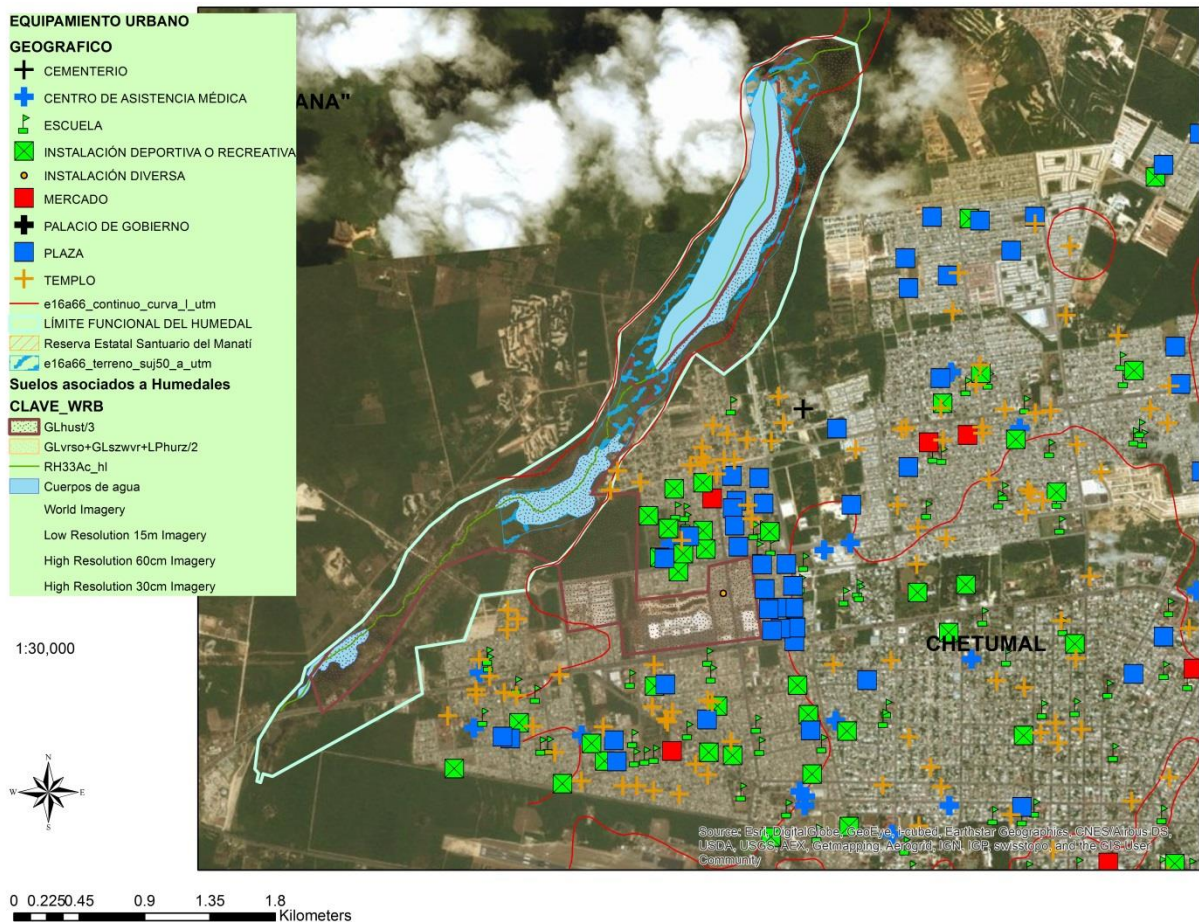 EQUIPAMIENTO URBANO
GEOGRAFICO
CEMENTERIO
CENTRO DE ASISTENCIA MÉDICA
ESCUELA
INSTALACIÓN DEPORTIVA O RECREATIVA
INSTALACIÓN DIVERSA
MERCADO
PALACIO DE GOBIERNO
PLAZA
TEMPLO
e16a66_continuo_curva_l_utm
LÍMITE FUNCIONAL DEL HUMEDAL
Reserva Estatal Santuario del Manatí
e16a66_terreno_suj50_a_utm
Suelos asociados a Humedales
CLAVE_WRB
GLhust/3
GLvrso+GLszwvr+LPhurz/2
RH33Ac_hl
Cuerpos de agua
World Imagery
Low Resolution 15m Imagery
High Resolution 60cm Imagery
High Resolution 30cm Imagery
ANA"
CHETUMAL
1:30,000
N
W E
S
Source: Esri, DigitalGlobe, GeoEye, i-cubed, Earthstar Geographics, CNES/Airbus DS,
USDA, USGS, AEX, Getmapping, Aerogrid, IGN, IGP, swisstopo, and the GIS User
Community
0 0.225 0.45 0.9 1.35 1.8
Kilometers